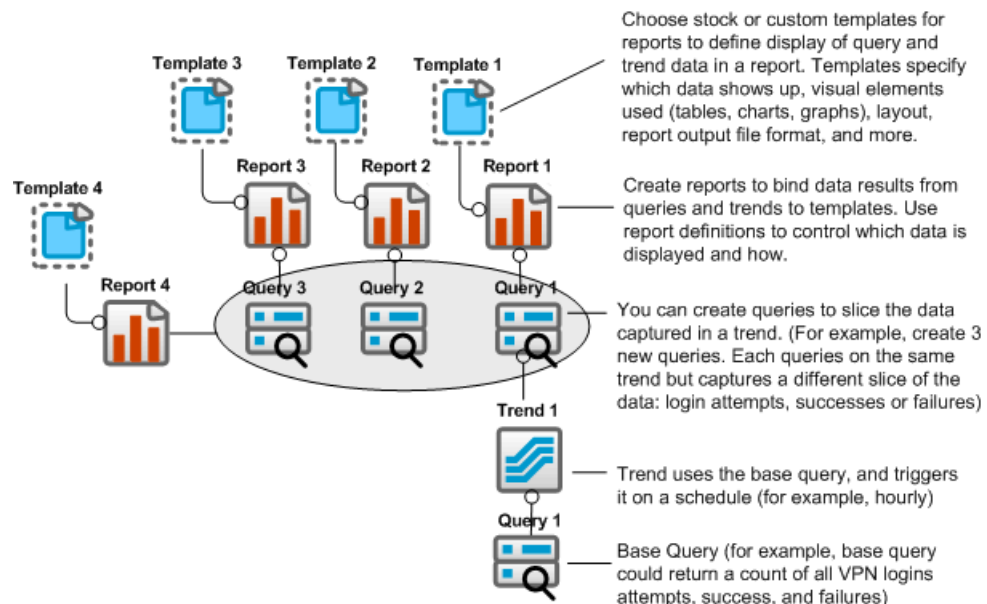 Choose stock or custom templates for
reports to define display of query and
trend data in a report. Templates specify
which data shows up, visual elements
used (tables, charts, graphs), layout,
report output file format, and more.
Template 3
Template 2
Template 1
Report 3
Report 2
Report 1
Create reports to bind data results from
queries and trends to templates. Use
report definitions to control which data is
displayed and how.
Template 4
Report 4
Query 3
Query 2
Query 1
You can create queries to slice the data
captured in a trend. (For example, create 3
new queries. Each queries on the same
trend but captures a different slice of the
data: login attempts, successes or failures)
Trend 1
Trend uses the base query, and triggers
it on a schedule (for example, hourly)
Query 1
Base Query (for example, base query
could return a count of all VPN logins
attempts, success, and failures)